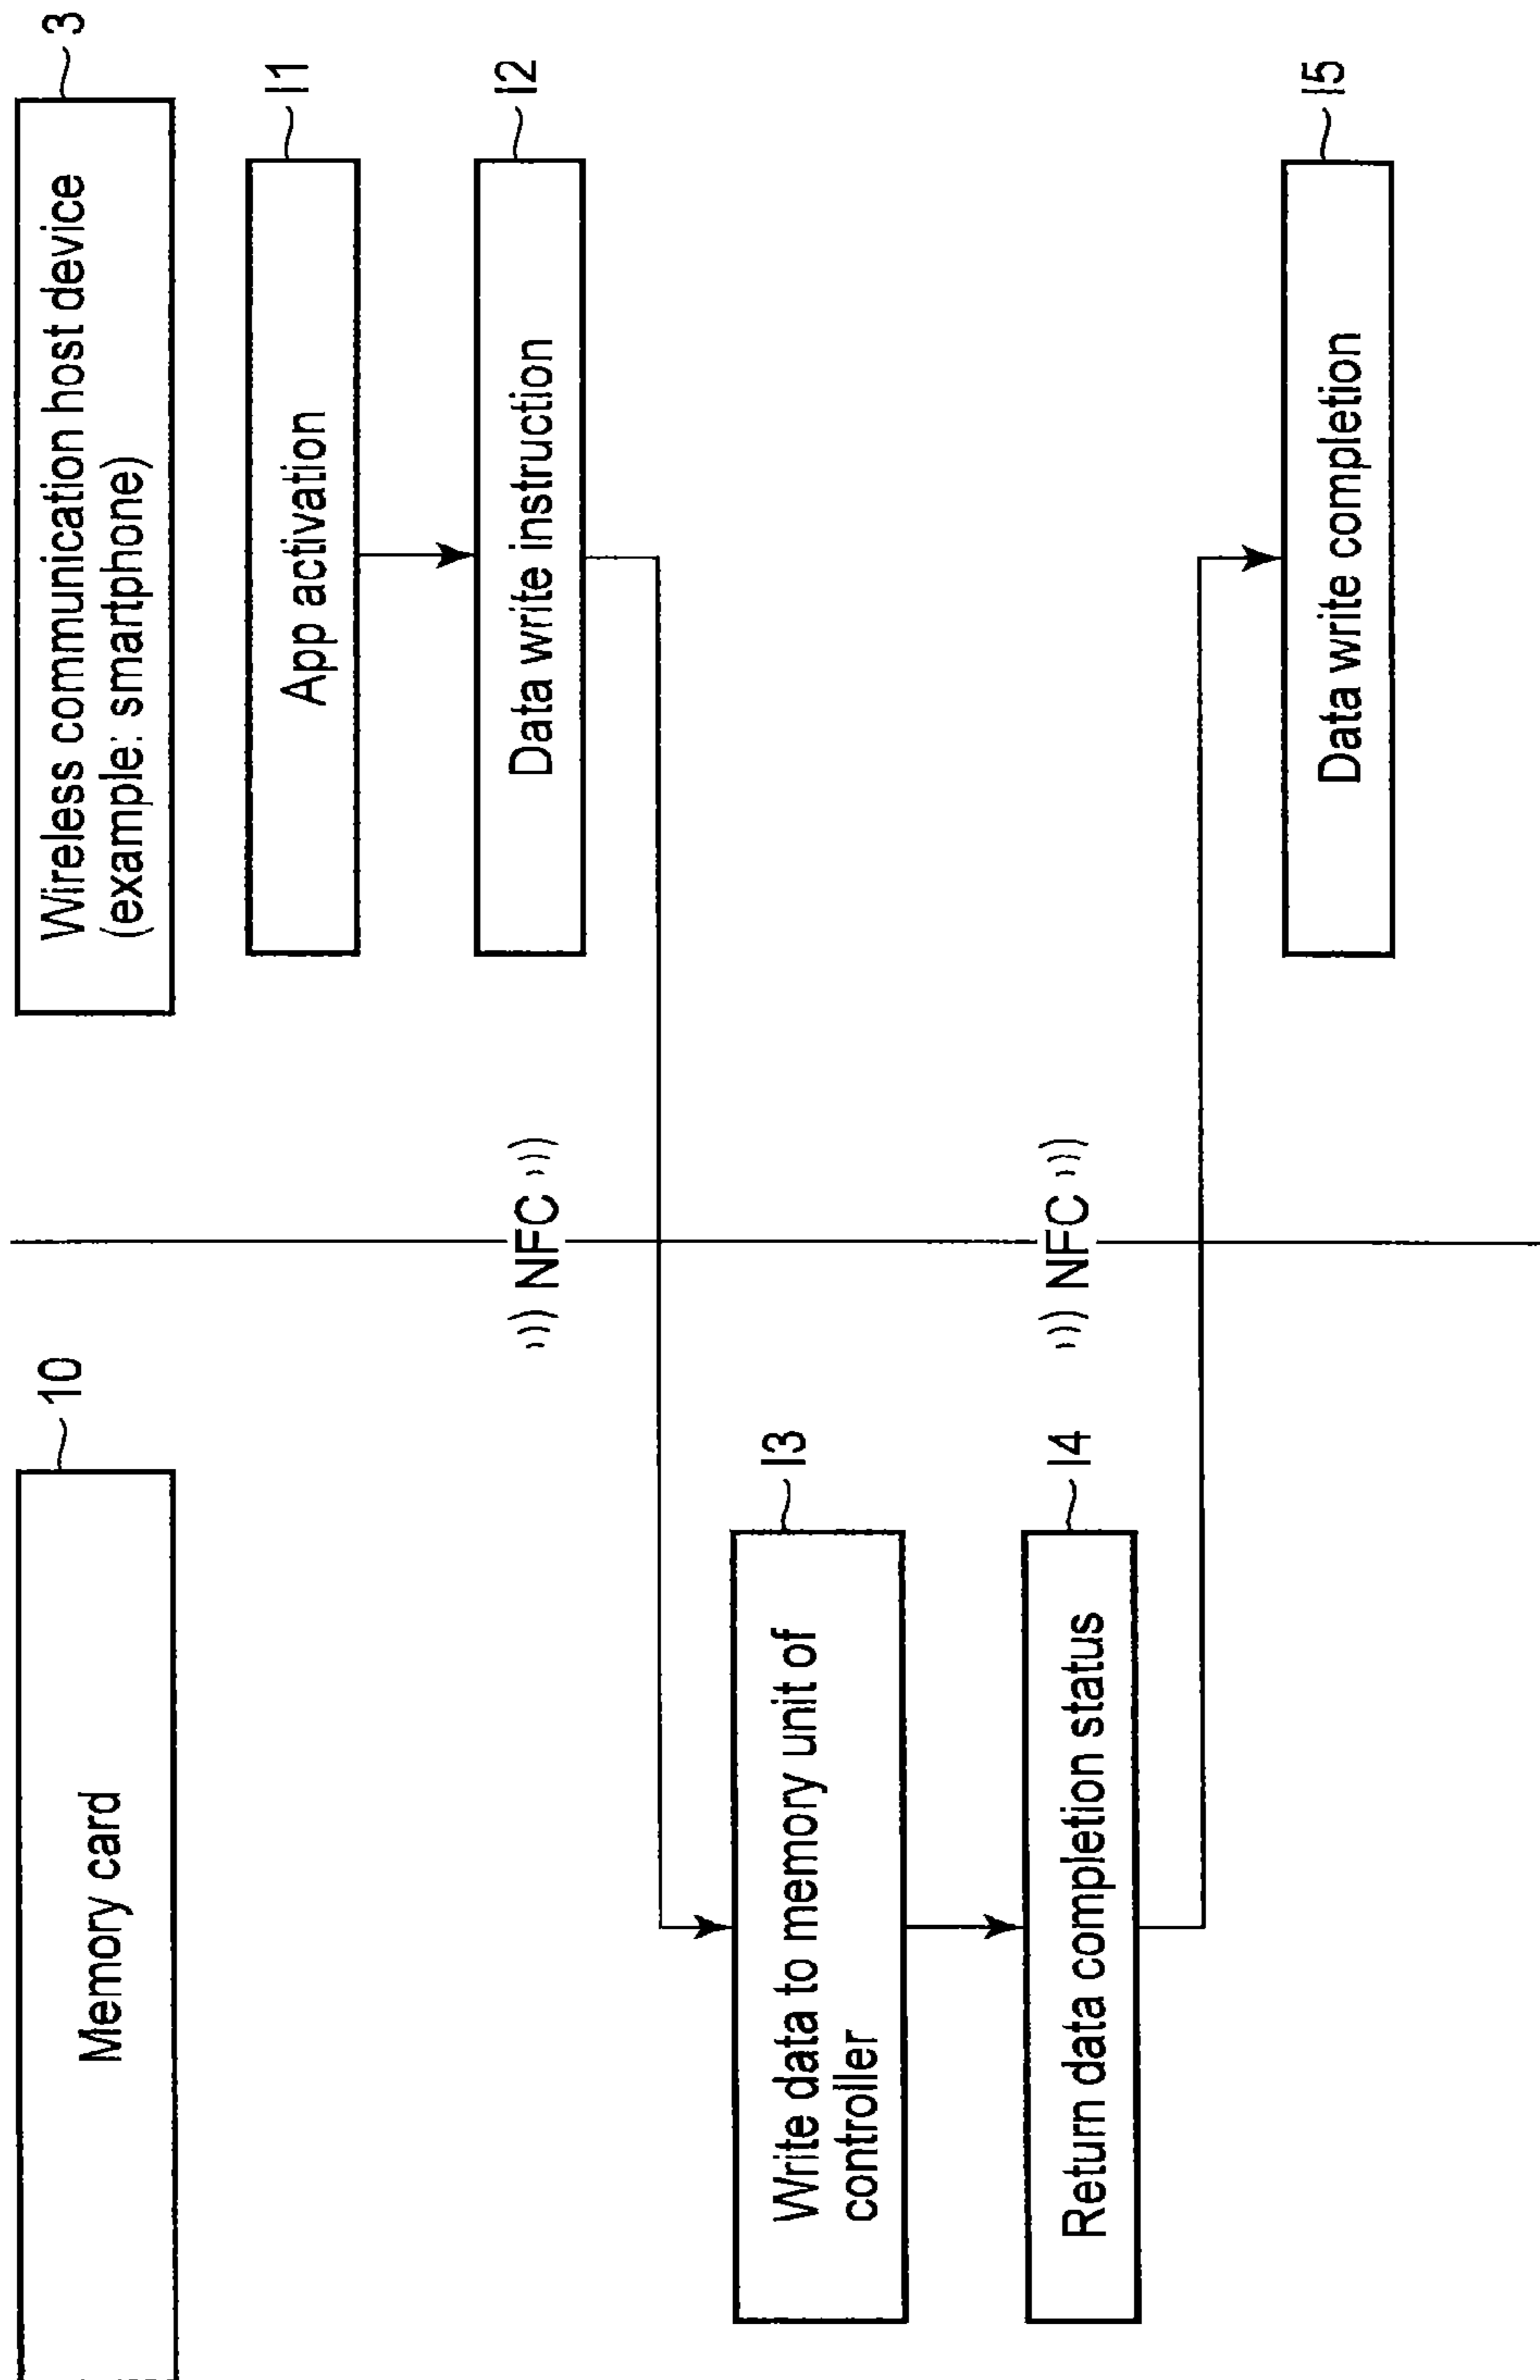 Memory card
10
Wireless communication host device
(example: smartphone)
3
App activation
I1
Data write instruction
I2
NFC
Write data to memory unit of
controller
I3
Return data completion status
I4
NFC
Data write completion
I5